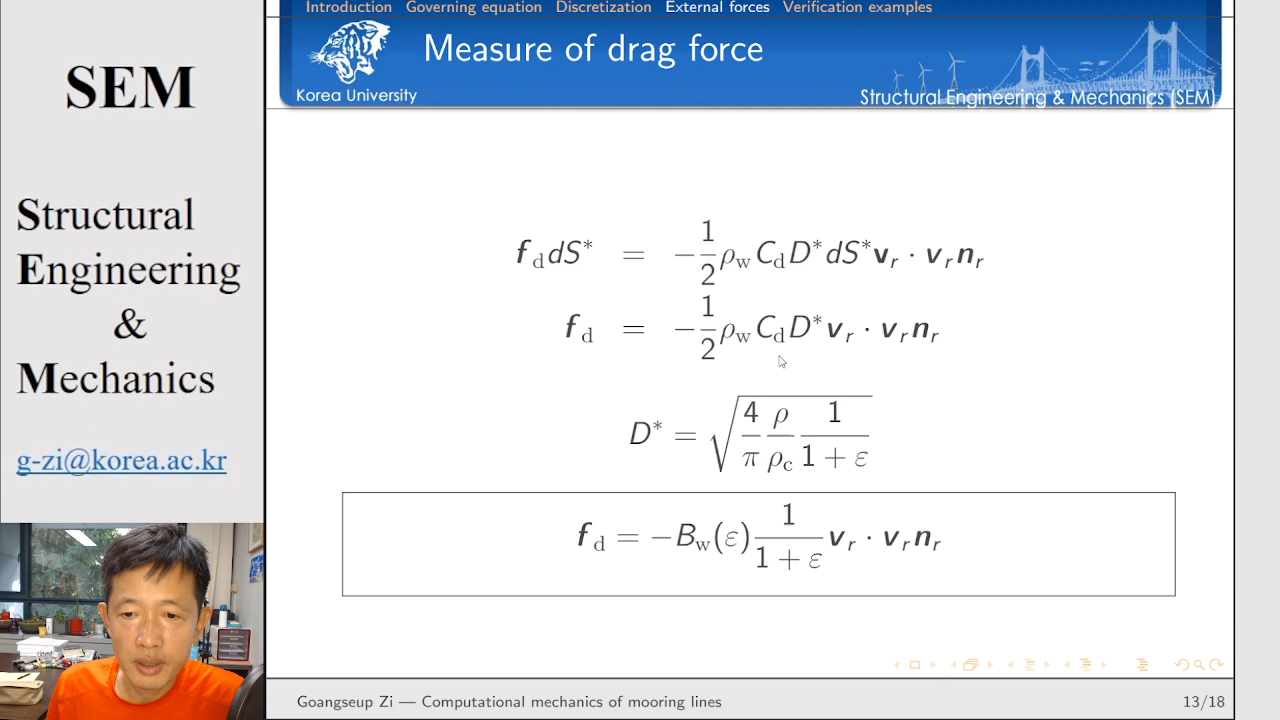 Introduction Governing equation Discretization External forces Verification examples
Measure of drag force
Korea University
Structural Engineering & Mechanics (SEM)
SEM
Structural
Engineering
&
Mechanics
g-zi@korea.ac.kr
f_d dS* = −1/2 ρ_w C_d D* dS* v_r · v_r n_r
f_d = −1/2 ρ_w C_d D* v_r · v_r n_r
D* = √(4/π ρ/ρ_c 1/(1 + ε))
f_d = −B_w(ε) 1/(1 + ε) v_r · v_r n_r
Goangseup Zi — Computational mechanics of mooring lines
13/18